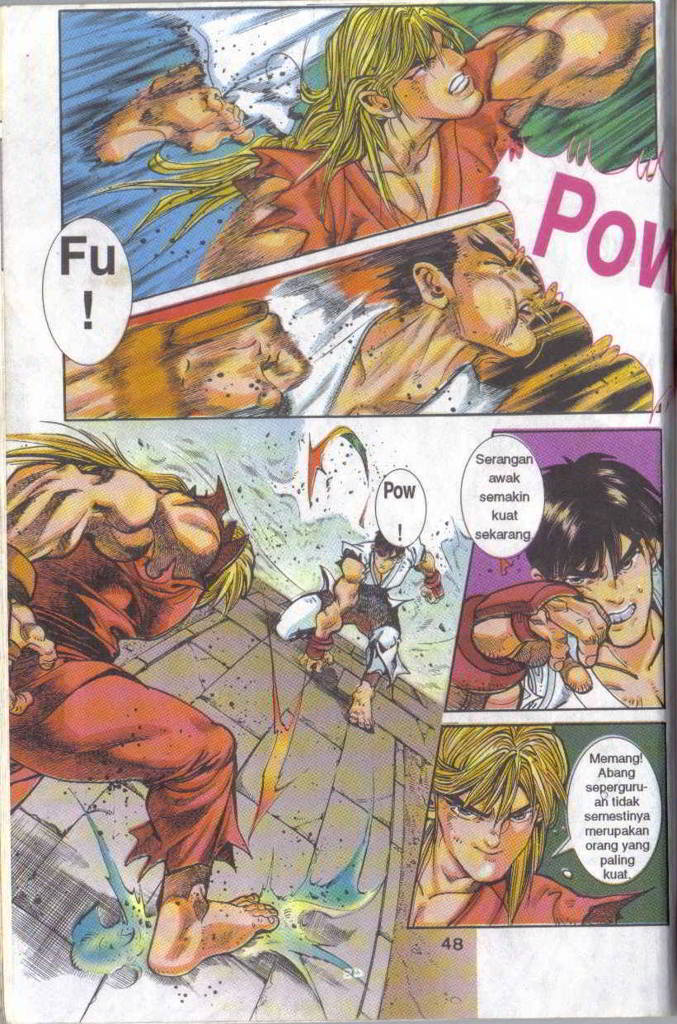 Fu
!
Pow
Pow
!
Serangan
awak
semakin
kuat
sekarang
Memang!
Abang
seperguru-
an tidak
semestinya
merupakan
orang yang
paling
kuat.
48